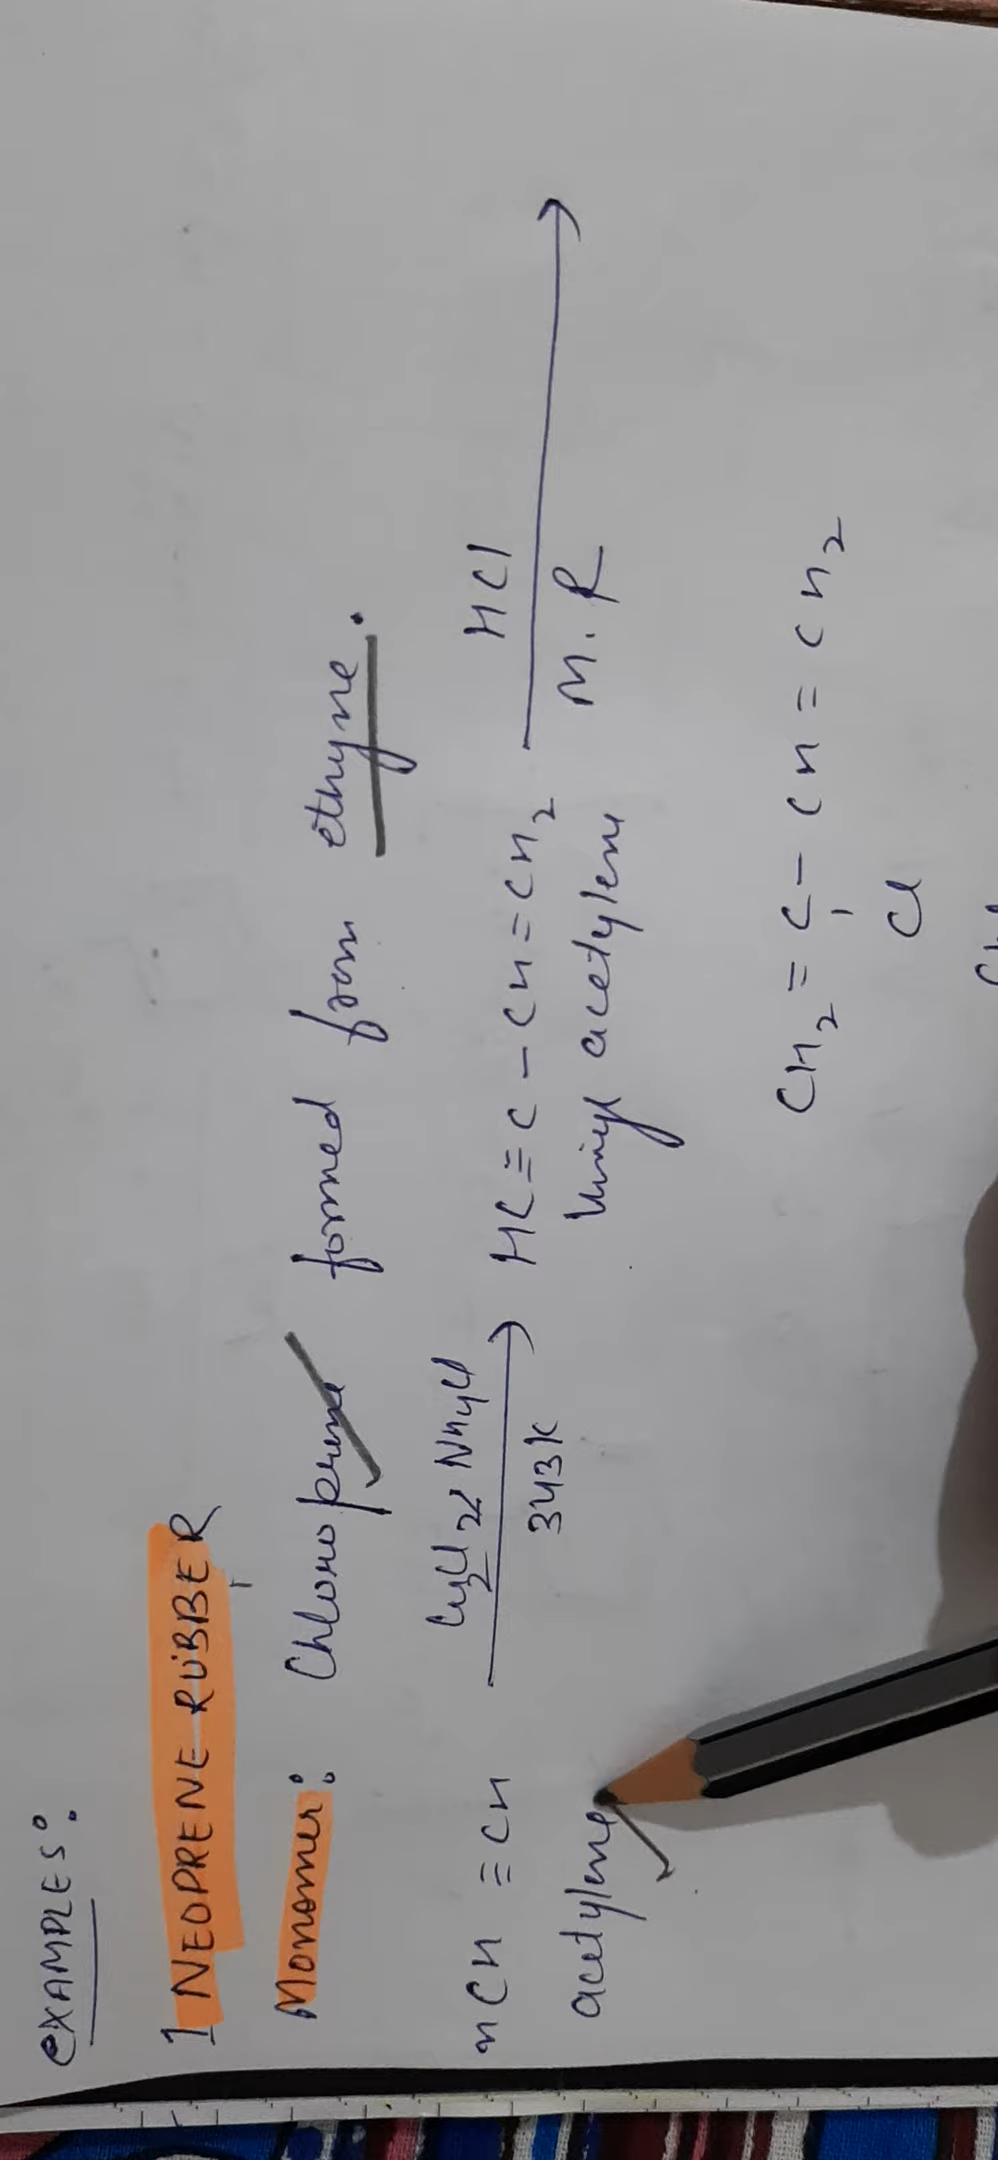 EXAMPLES:
1 NEOPRENE RUBBER
Monomer: Chloroprene formed from ethyne.
nCH ≡ CH Cu2Cl2 NH4Cl 343K HC ≡ C - CH = CH2 HCl M.R
acetylene Vinyl acetylene
CH2 = C - CH = CH2
Cl